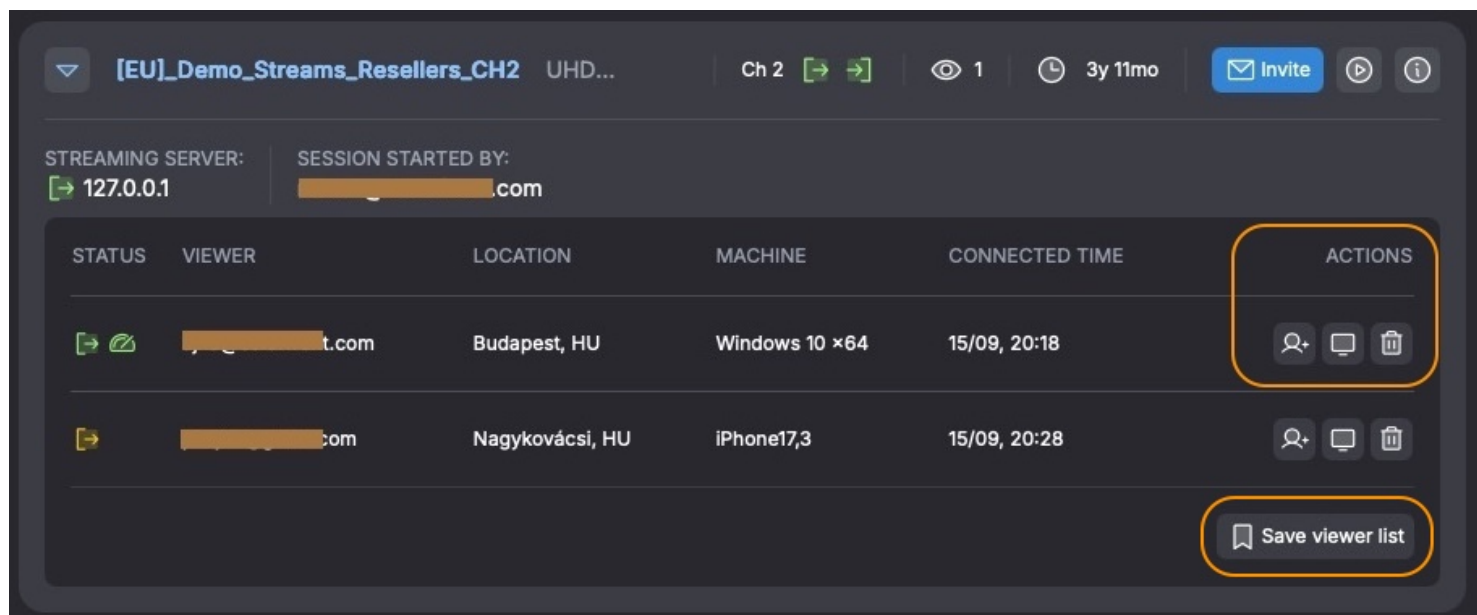 [EU]_Demo_Streams_Resellers_CH2 UHD... Ch 2 1 3y 11mo Invite
STREAMING SERVER: SESSION STARTED BY:
127.0.0.1 .com
STATUS VIEWER LOCATION MACHINE CONNECTED TIME ACTIONS
t.com Budapest, HU Windows 10 ×64 15/09, 20:18
com Nagykovácsi, HU iPhone17,3 15/09, 20:28
Save viewer list